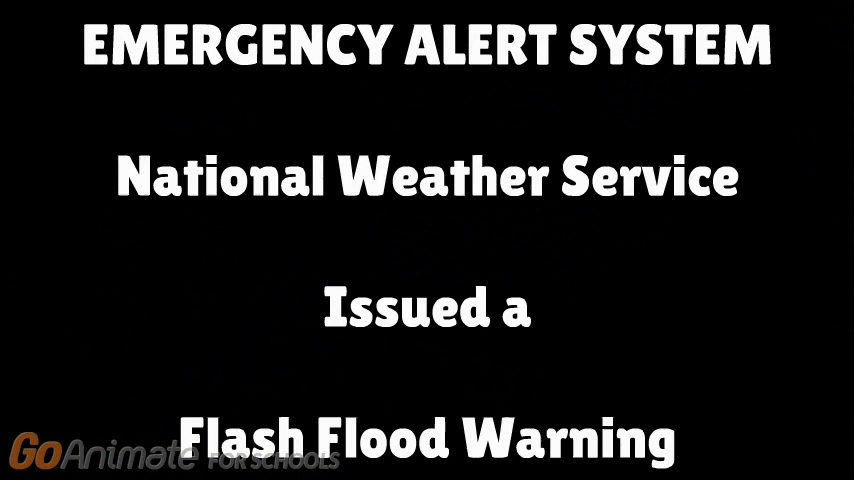 EMERGENCY ALERT SYSTEM
National Weather Service
Issued a
Flash Flood Warning
GoAnimate FOR SCHOOLS